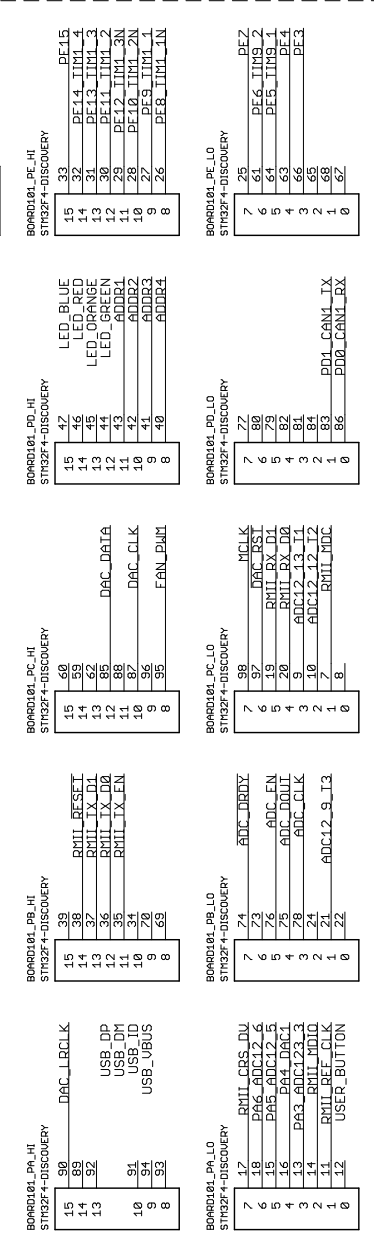 BOARD101_PA_HI
STM32F4-DISCOVERY
15 90 DAC_LRCLK
14 89
13 92
USB_DP
USB_DM
10 91 USB_ID
9 94 USB_VBUS
8 93
BOARD101_PB_HI
STM32F4-DISCOVERY
15 39
14 38 RMII_RESET
13 37 RMII_TX_D1
12 36 RMII_TX_D0
11 35 RMII_TX_EN
10 34
9 70
8 69
BOARD101_PC_HI
STM32F4-DISCOVERY
15 60
14 59
13 62
12 85 DAC_DATA
11 88
10 87 DAC_CLK
9 96
8 95 FAN_PWM
BOARD101_PD_HI
STM32F4-DISCOVERY
15 47 LED_BLUE
14 46 LED_RED
13 45 LED_ORANGE
12 44 LED_GREEN
11 43 ADDR1
10 42 ADDR2
9 41 ADDR3
8 40 ADDR4
BOARD101_PE_HI
STM32F4-DISCOVERY
15 33 PE15
14 32 PE14_TIM1_4
13 31 PE13_TIM1_3
12 30 PE11_TIM1_2
11 29 PE12_TIM1_3N
10 28 PE10_TIM1_2N
9 27 PE9_TIM1_1
8 26 PE8_TIM1_1N
BOARD101_PA_LO
STM32F4-DISCOVERY
7 17 RMII_CRS_DV
6 18 PA6_ADC12_6
5 15 PA5_ADC12_5
4 16 PA4_DAC1
3 13 PA3_ADC123_3
2 14 RMII_MDIO
1 11 RMII_REF_CLK
0 12 USER_BUTTON
BOARD101_PB_LO
STM32F4-DISCOVERY
7 74 ADC_DRDY
6 73
5 76 ADC_EN
4 75 ADC_DOUT
3 78 ADC_CLK
2 24
1 21 ADC12_9_T3
0 22
BOARD101_PC_LO
STM32F4-DISCOVERY
7 98 MCLK
6 97 DAC_RST
5 19 RMII_RX_D1
4 20 RMII_RX_D0
3 9 ADC12_13_T1
2 10 ADC12_12_T2
1 7 RMII_MDC
0 8
BOARD101_PD_LO
STM32F4-DISCOVERY
7 77
6 80
5 79
4 82
3 81
2 84
1 83 PD1_CAN1_TX
0 86 PD0_CAN1_RX
BOARD101_PE_LO
STM32F4-DISCOVERY
7 25 PE7
6 61 PE6_TIM9_2
5 64 PE5_TIM9_1
4 63 PE4
3 66 PE3
2 65
1 68
0 67